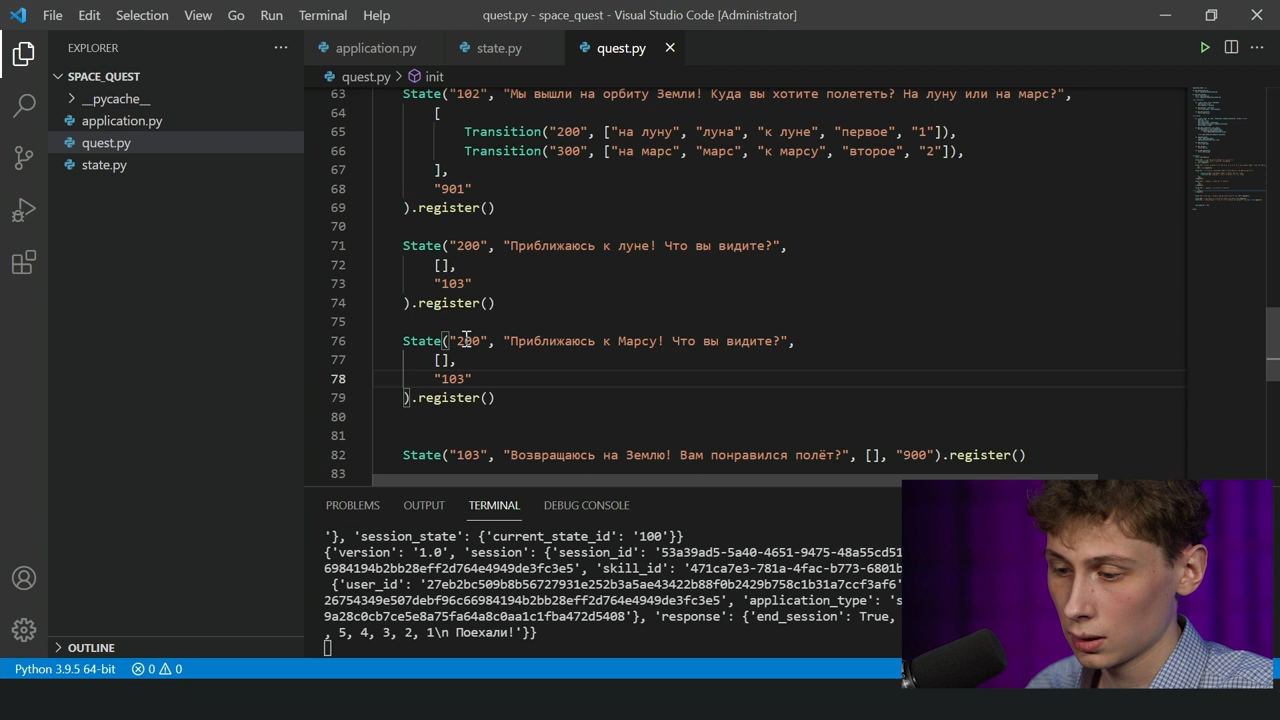 File Edit Selection View Go Run Terminal Help quest.py - space_quest - Visual Studio Code [Administrator]
EXPLORER
SPACE_QUEST
__pycache__
application.py
quest.py
state.py
OUTLINE
application.py state.py quest.py
quest.py > init
63 State("102", "Мы вышли на орбиту Земли! Куда вы хотите полететь? На луну или на марс?",
64 [
65 Transition("200", ["на луну", "луна", "к луне", "первое", "1"]),
66 Transition("300", ["на марс", "марс", "к марсу", "второе", "2"]),
67 ],
68 "901"
69 ).register()
70
71 State("200", "Приближаюсь к луне! Что вы видите?",
72 [],
73 "103"
74 ).register()
75
76 State("200", "Приближаюсь к Марсу! Что вы видите?",
77 [],
78 "103"
79 ).register()
80
81
82 State("103", "Возвращаюсь на Землю! Вам понравился полёт?", [], "900").register()
83
PROBLEMS OUTPUT TERMINAL DEBUG CONSOLE
'}, 'session_state': {'current_state_id': '100'}}
{'version': '1.0', 'session': {'session_id': '53a39ad5-5a40-4651-9475-48a55cd51
6984194b2bb28eff2d764e4949de3fc3e5', 'skill_id': '471ca7e3-781a-4fac-b773-6801b
{'user_id': '27eb2bc509b8b56727931e252b3a5ae43422b88f0b2429b758c1b31a7ccf3af6'
26754349e507debf96c66984194b2bb28eff2d764e4949de3fc3e5', 'application_type': 's
9a28c0cb7ce5e8a75fa64a8c0aa1c1fba472d5408'}, 'response': {'end_session': True,
, 5, 4, 3, 2, 1\n Поехали!'}}
Python 3.9.5 64-bit 0 0